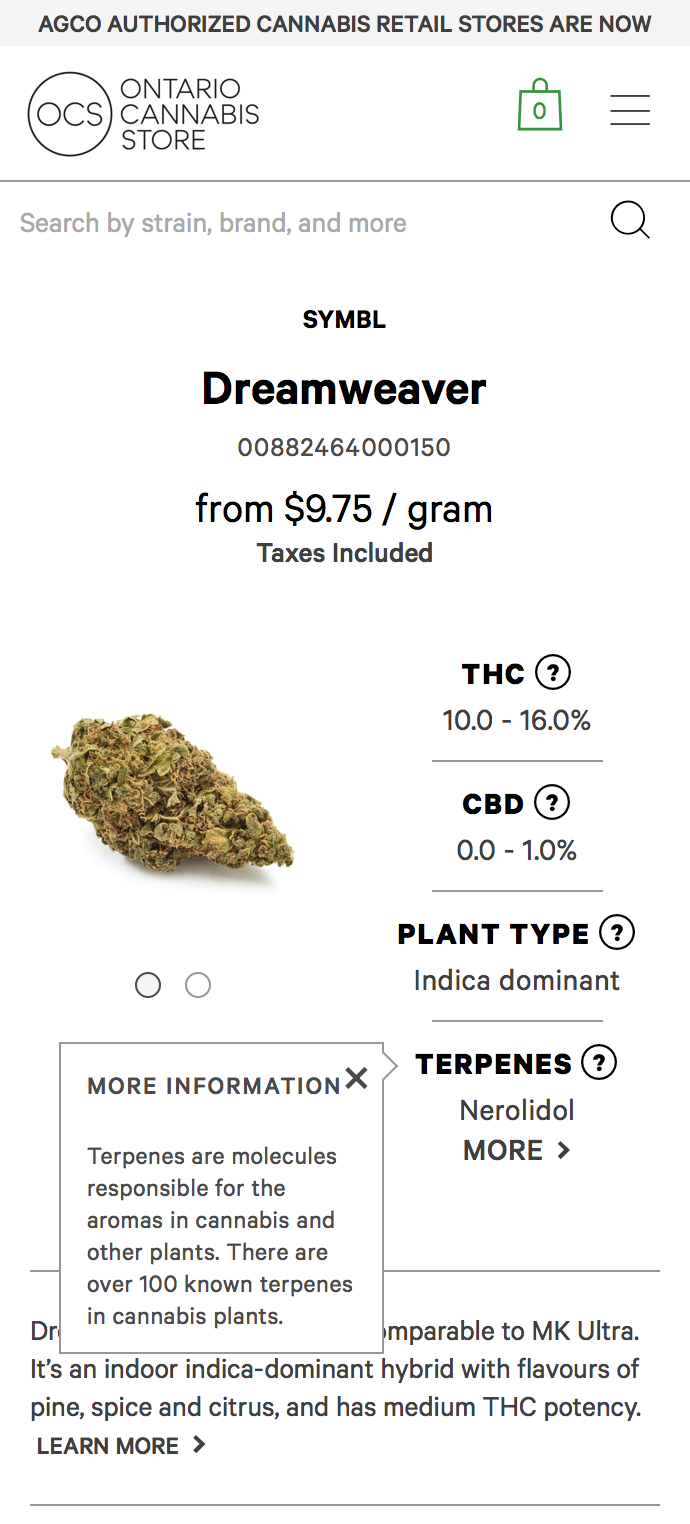 AGCO AUTHORIZED CANNABIS RETAIL STORES ARE NOW
OCS
ONTARIO
CANNABIS
STORE
0
Search by strain, brand, and more
SYMBL
Dreamweaver
00882464000150
from $9.75 / gram
Taxes Included
THC ?
10.0 - 16.0%
CBD ?
0.0 - 1.0%
PLANT TYPE ?
Indica dominant
TERPENES ?
Nerolidol
MORE >
MORE INFORMATION ×
Terpenes are molecules
responsible for the
aromas in cannabis and
other plants. There are
over 100 known terpenes
in cannabis plants.
to MK Ultra.
It’s an indoor indica-dominant hybrid with flavours of
pine, spice and citrus, and has medium THC potency.
LEARN MORE >